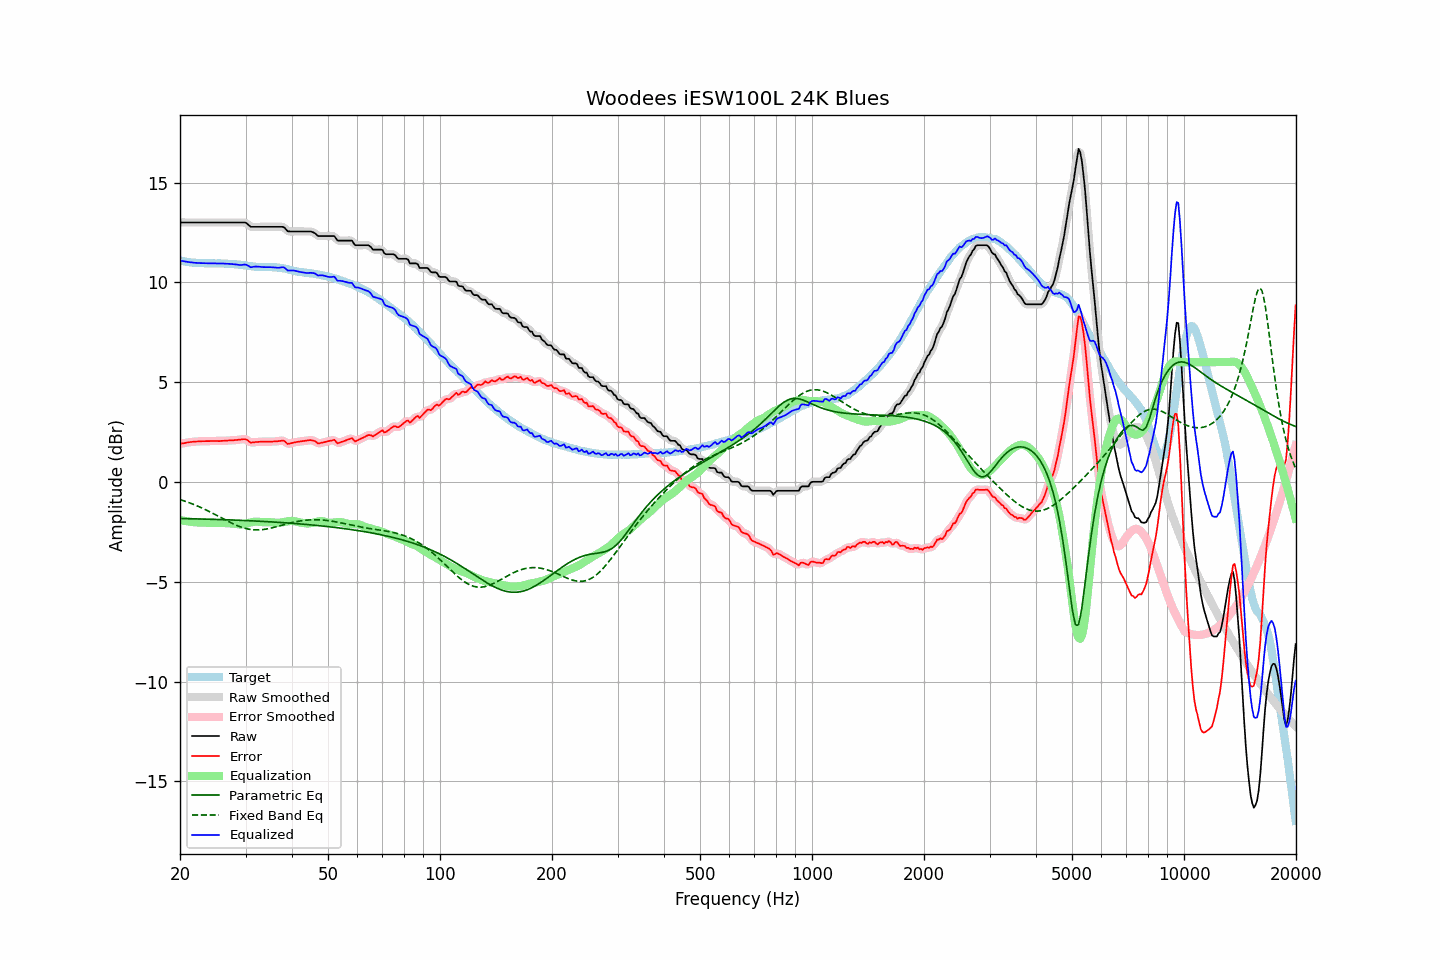 Woodees iESW100L 24K Blues
Amplitude (dBr)
15
10
5
0
−5
−10
−15
Target
Raw Smoothed
Error Smoothed
Raw
Error
Equalization
Parametric Eq
Fixed Band Eq
Equalized
20
50
100
200
500
1000
2000
5000
10000
20000
Frequency (Hz)